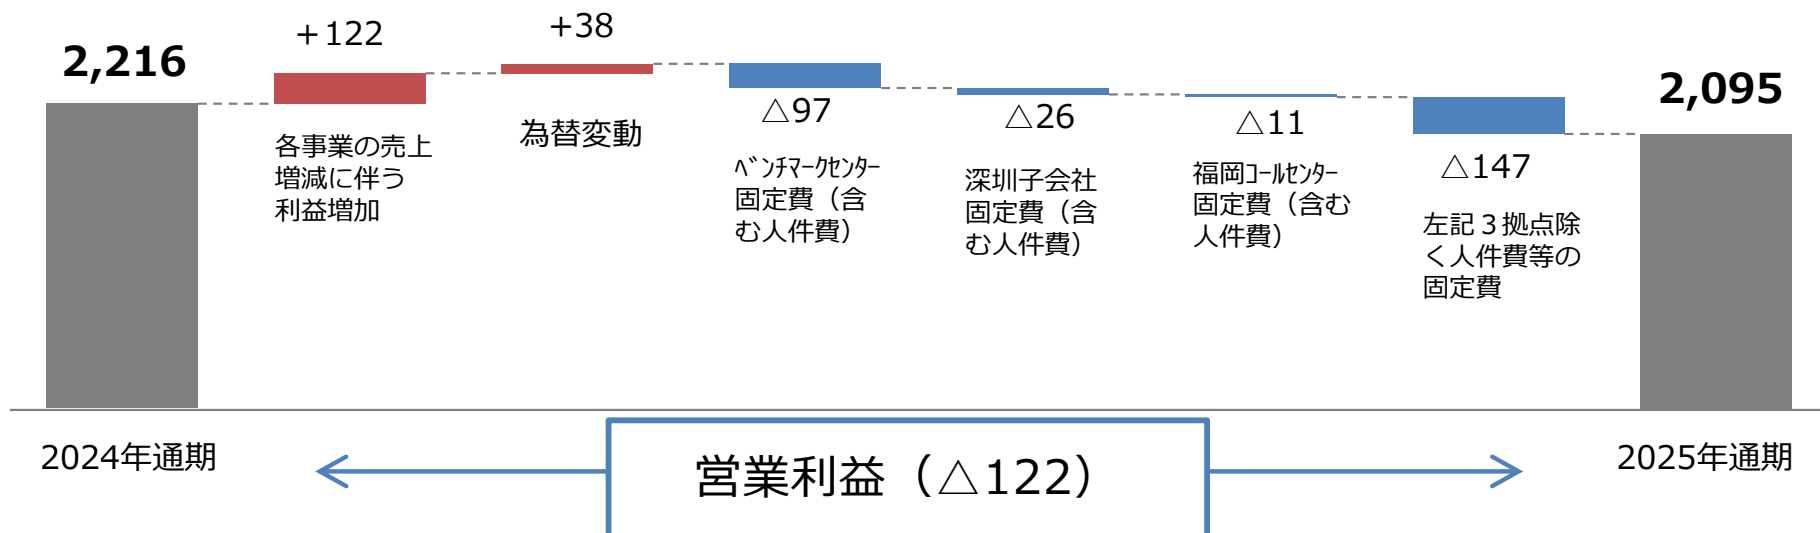 2,216
＋122
各事業の売上
増減に伴う
利益増加
+38
為替変動
△97
ﾍﾞﾝﾁﾏｰｸｾﾝﾀｰ
固定費（含
む人件費）
△26
深圳子会社
固定費（含
む人件費）
△11
福岡ｺｰﾙｾﾝﾀｰ
固定費（含む
人件費）
△147
左記３拠点除
く人件費等の
固定費
2,095
2024年通期
営業利益（△122）
2025年通期